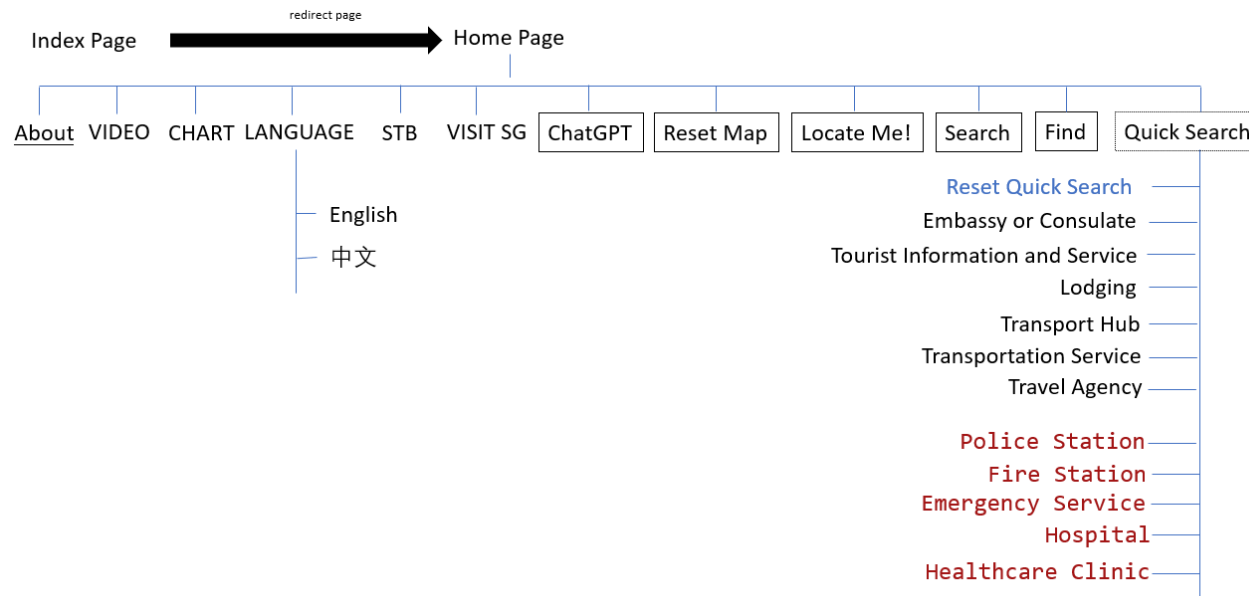 redirect page
Index Page
Home Page
About
VIDEO
CHART
LANGUAGE
STB
VISIT SG
ChatGPT
Reset Map
Locate Me!
Search
Find
Quick Search
English
中文
Reset Quick Search
Embassy or Consulate
Tourist Information and Service
Lodging
Transport Hub
Transportation Service
Travel Agency
Police Station
Fire Station
Emergency Service
Hospital
Healthcare Clinic